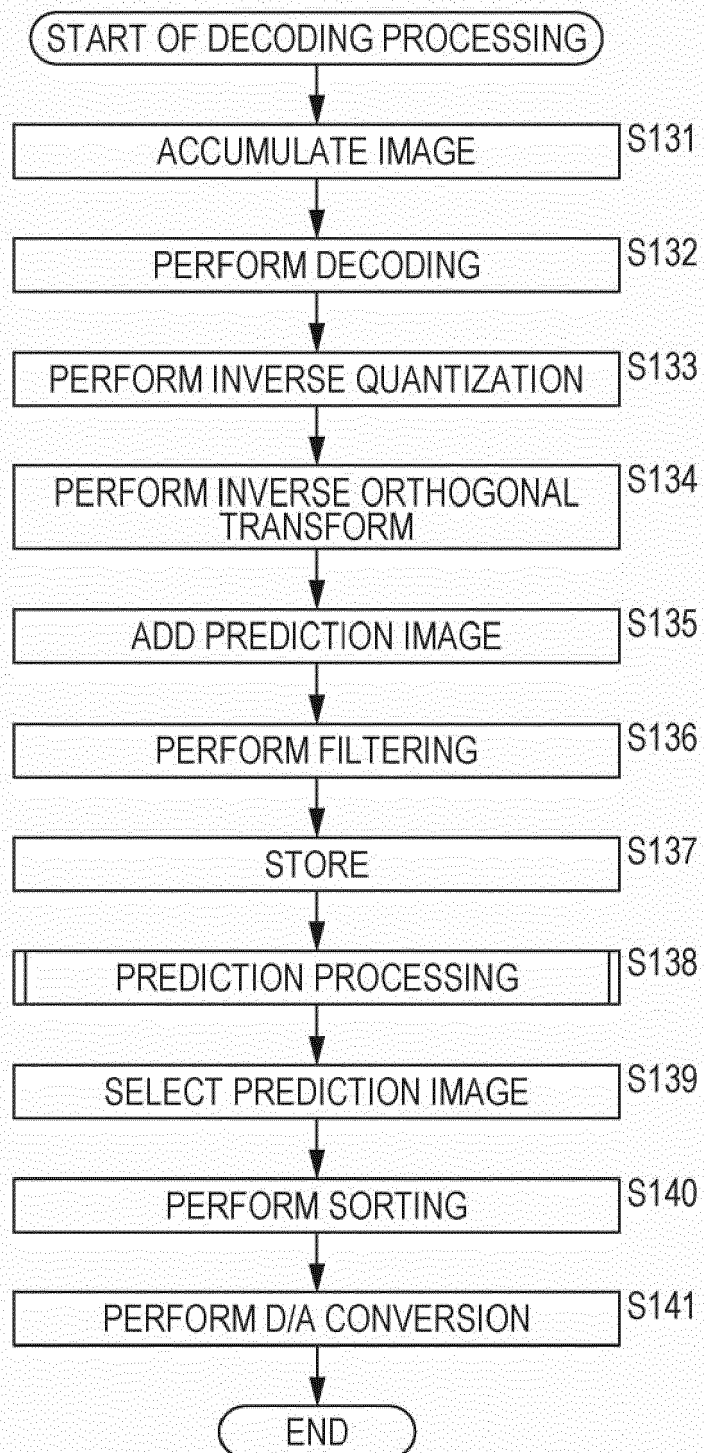 START OF DECODING PROCESSING
ACCUMULATE IMAGE
S131
PERFORM DECODING
S132
PERFORM INVERSE QUANTIZATION
S133
PERFORM INVERSE ORTHOGONAL
TRANSFORM
S134
ADD PREDICTION IMAGE
S135
PERFORM FILTERING
S136
STORE
S137
PREDICTION PROCESSING
S138
SELECT PREDICTION IMAGE
S139
PERFORM SORTING
S140
PERFORM D/A CONVERSION
S141
END